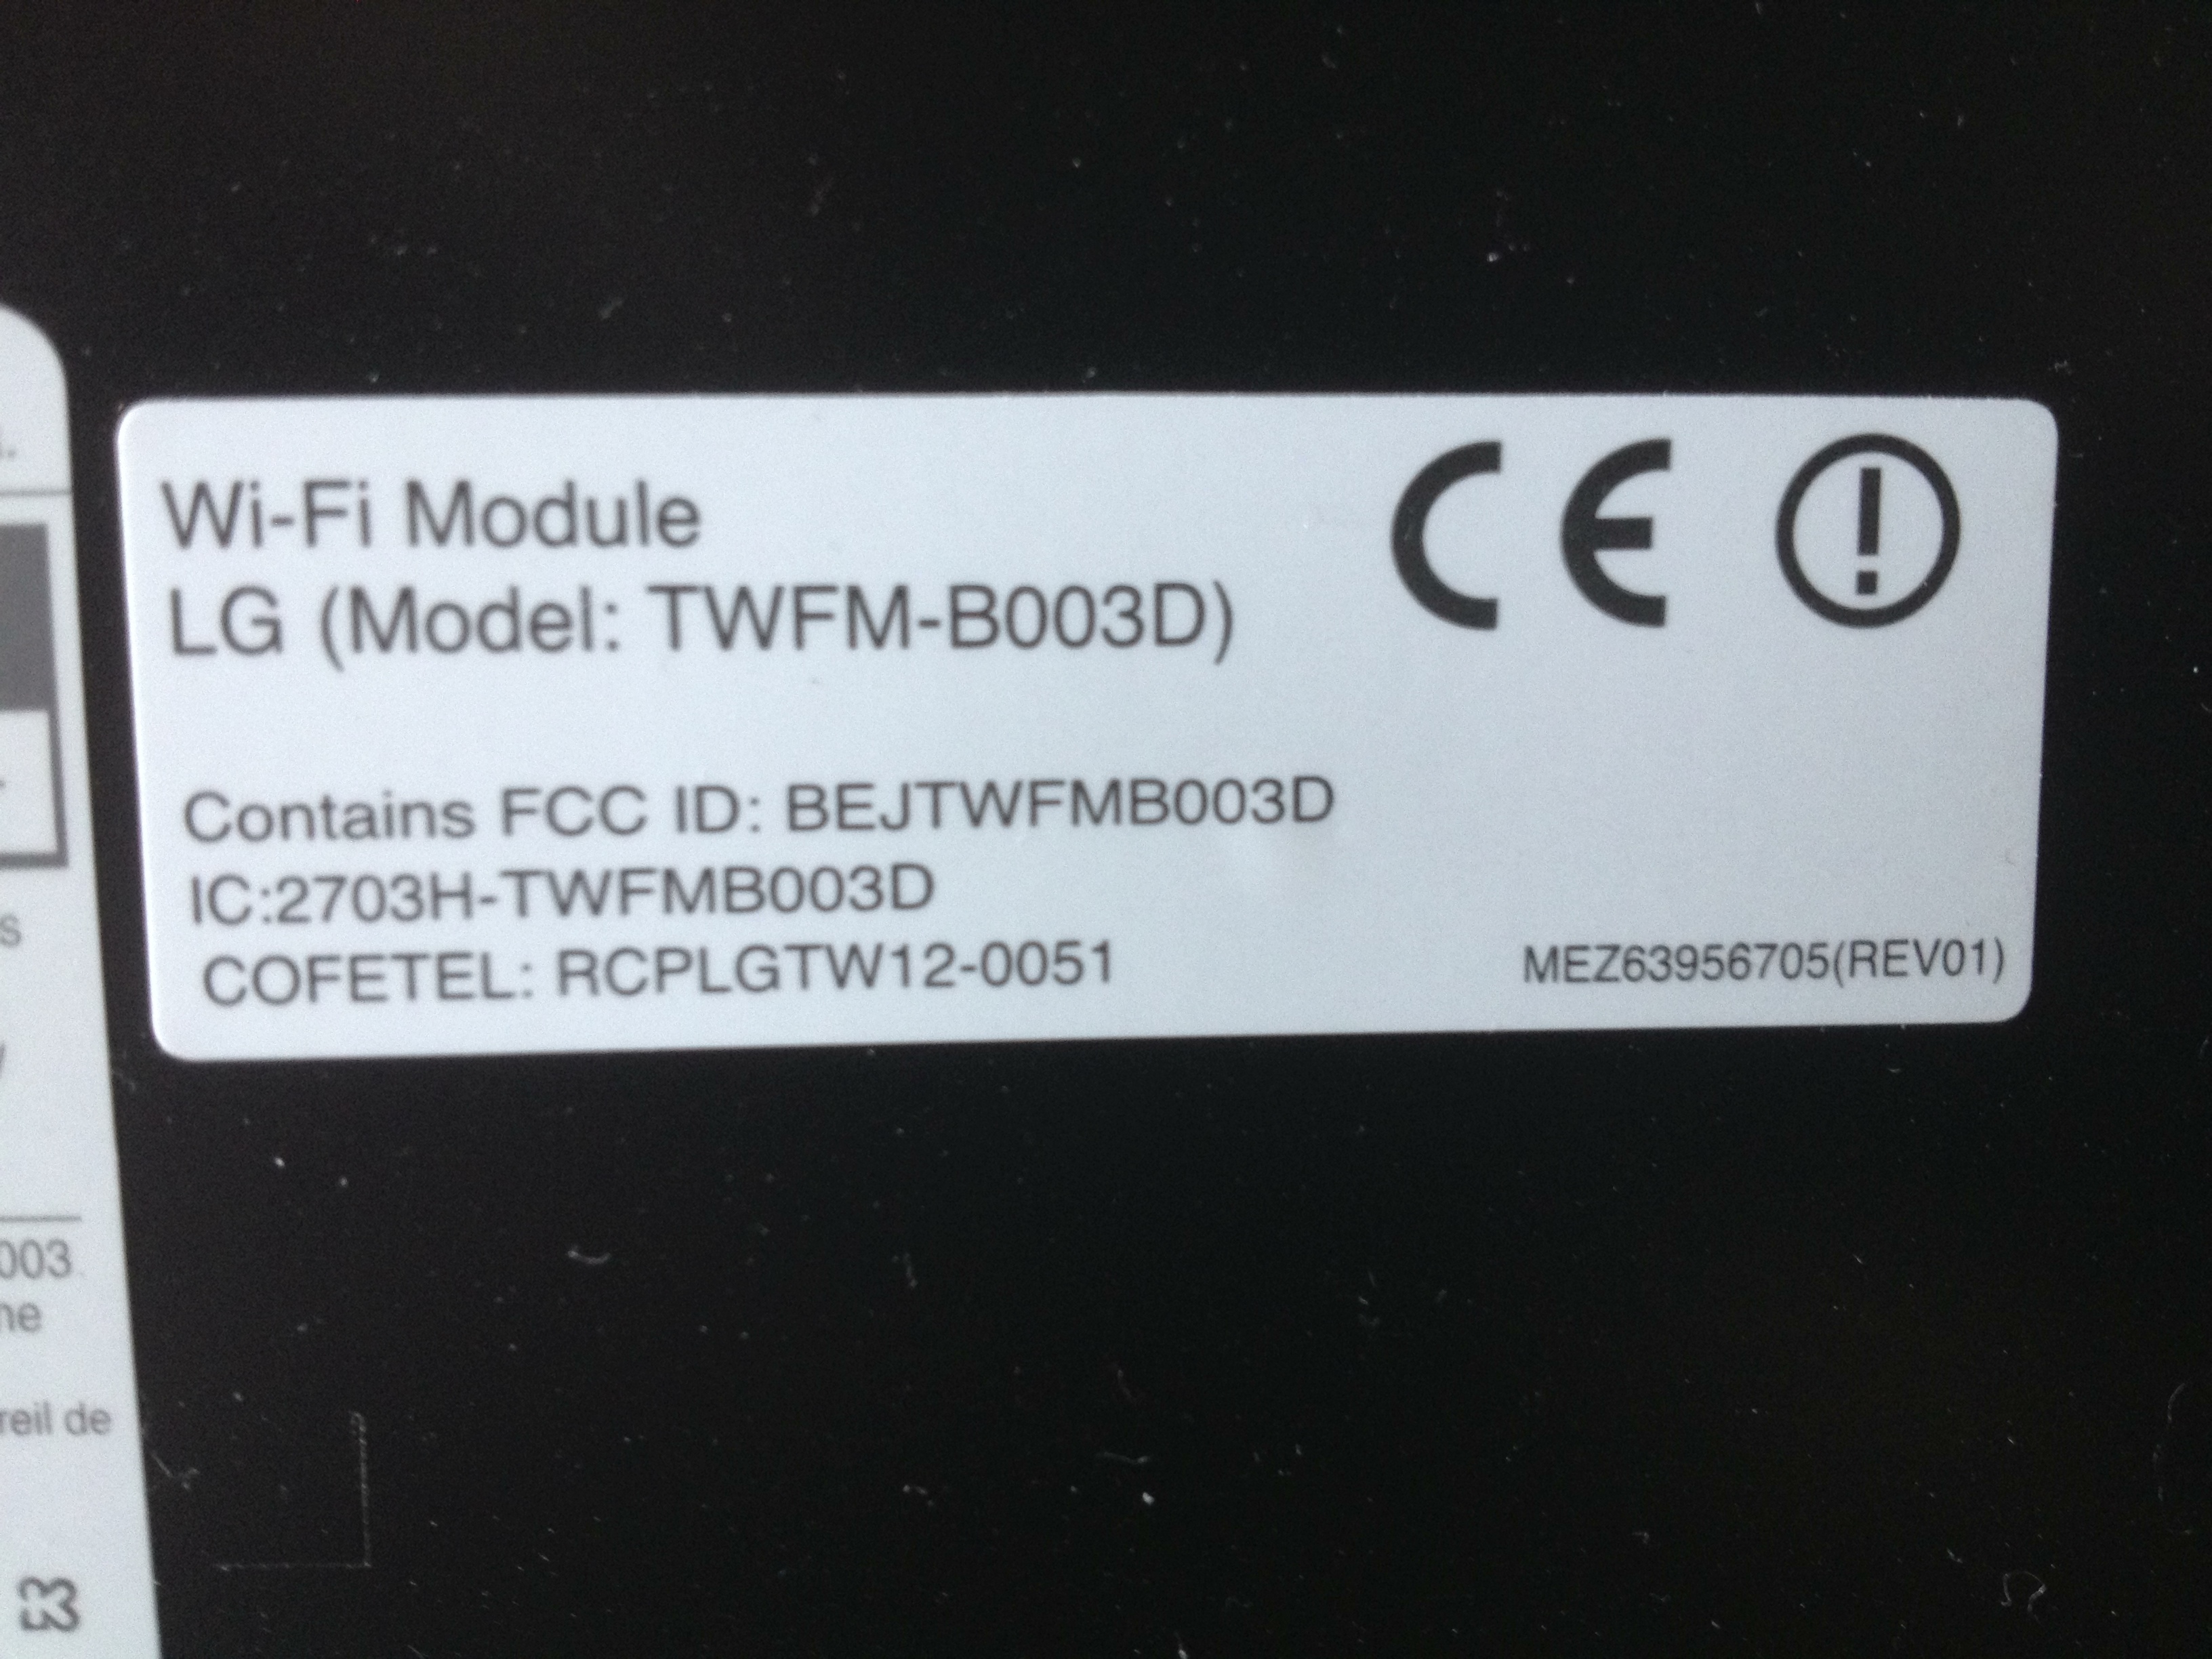 Wi-Fi Module
LG (Model: TWFM-B003D)
CE
Contains FCC ID: BEJTWFMB003D
IC:2703H-TWFMB003D
COFETEL: RCPLGTW12-0051
MEZ63956705(REV01)
003
reil de